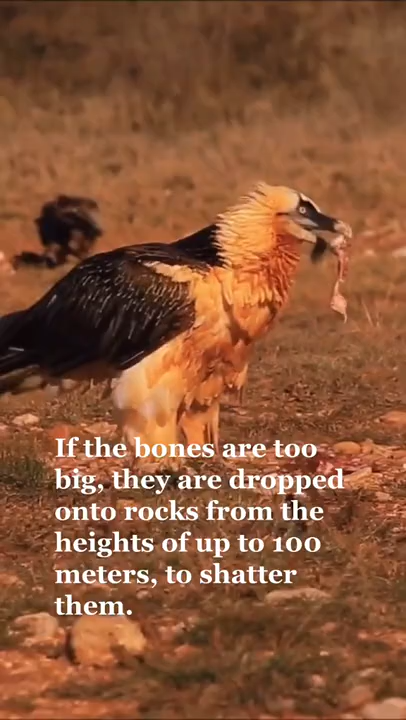 If the bones are too
big, they are dropped
onto rocks from the
heights of up to 100
meters, to shatter
them.